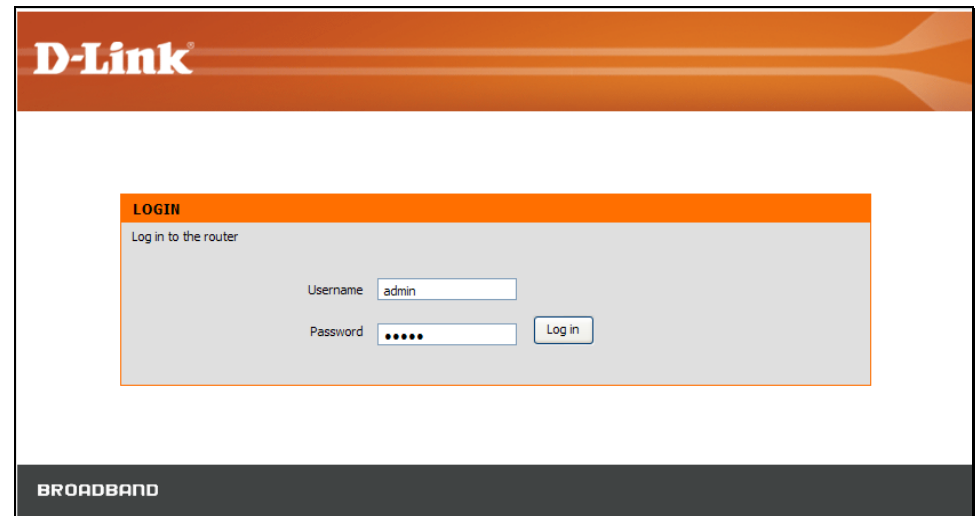 D-Link®
LOGIN
Log in to the router
Username admin
Password ●●●●● Log in
BROADBAND